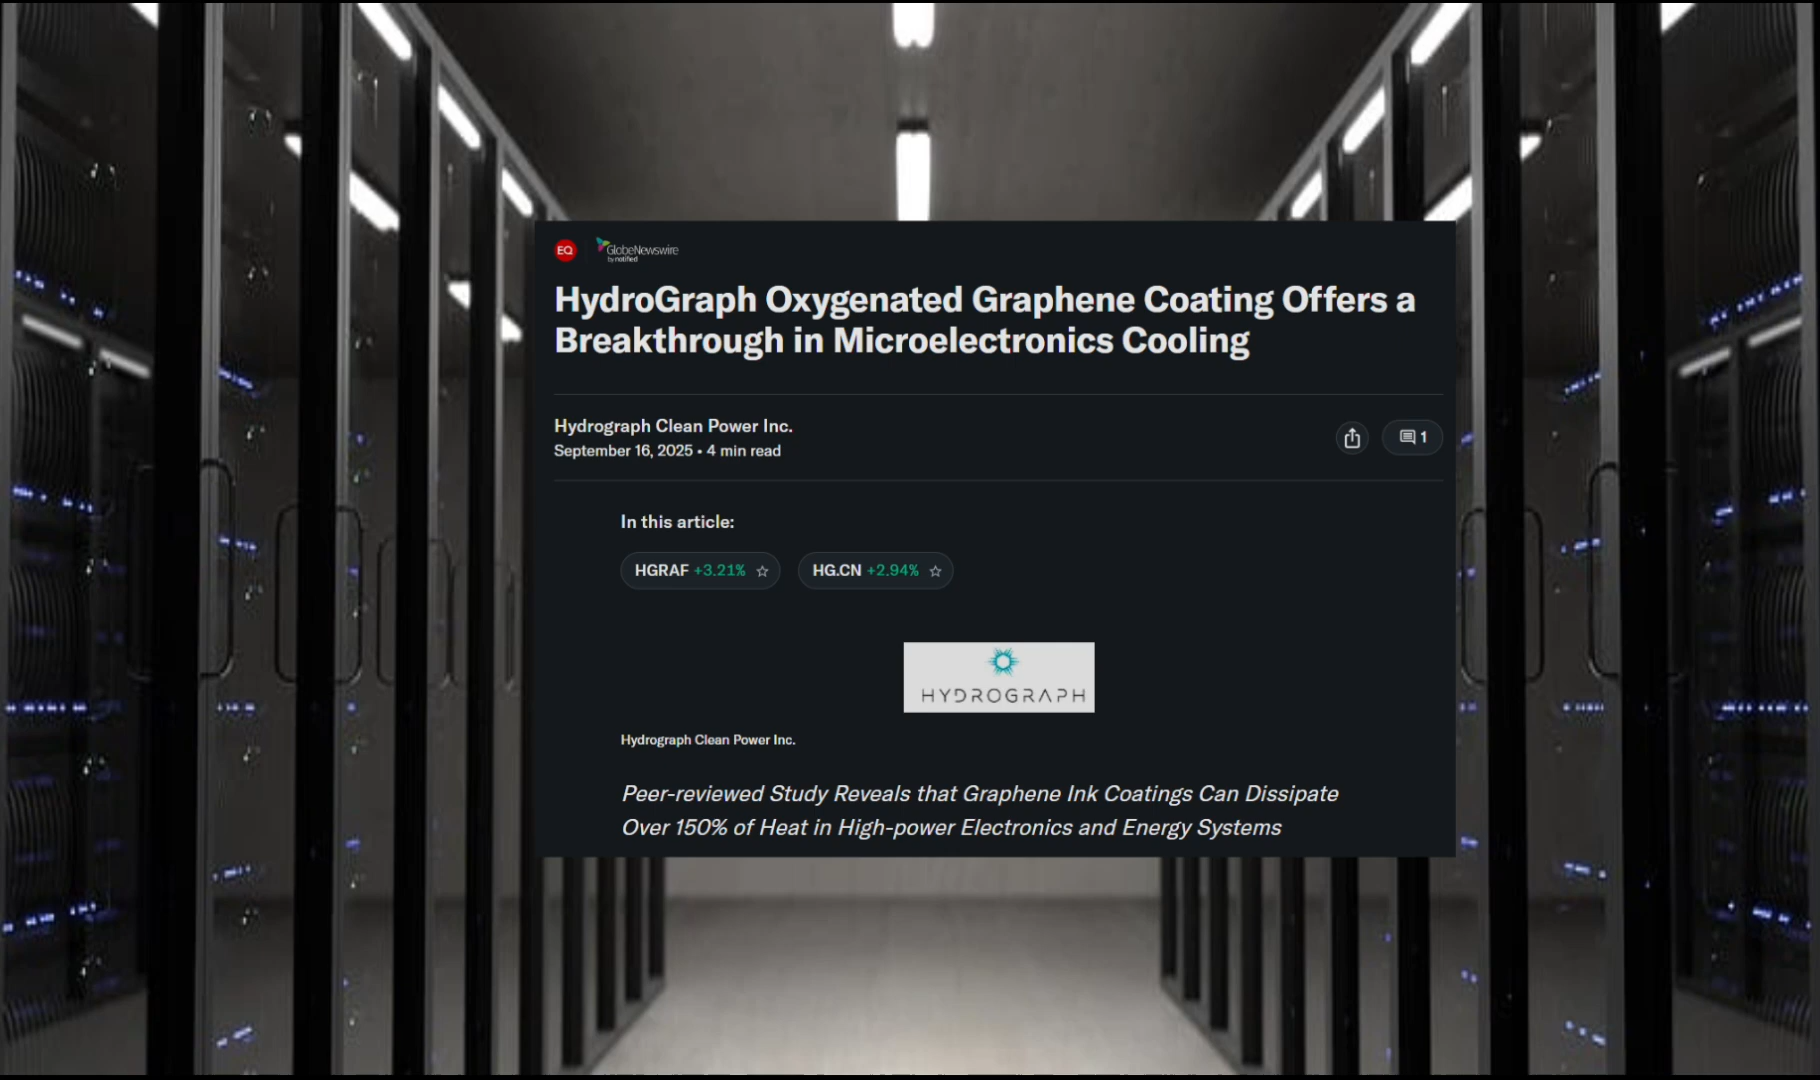 EQ
GlobeNewswire
by notified
HydroGraph Oxygenated Graphene Coating Offers a
Breakthrough in Microelectronics Cooling
Hydrograph Clean Power Inc.
September 16, 2025 • 4 min read
1
In this article:
HGRAF +3.21%
HG.CN +2.94%
HYDROGRAPH
Hydrograph Clean Power Inc.
Peer-reviewed Study Reveals that Graphene Ink Coatings Can Dissipate
Over 150% of Heat in High-power Electronics and Energy Systems